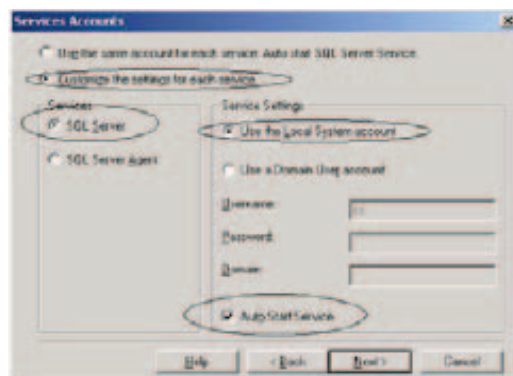 Services Accounts
Use the same account for each service. Auto start SQL Server Service.
Customize the settings for each service.
Services
SQL Server
SQL Server Agent
Service Settings
Use the Local System account
Use a Domain User account
Username:
Password:
Domain:
Auto Start Service
Help
< Back
Next >
Cancel